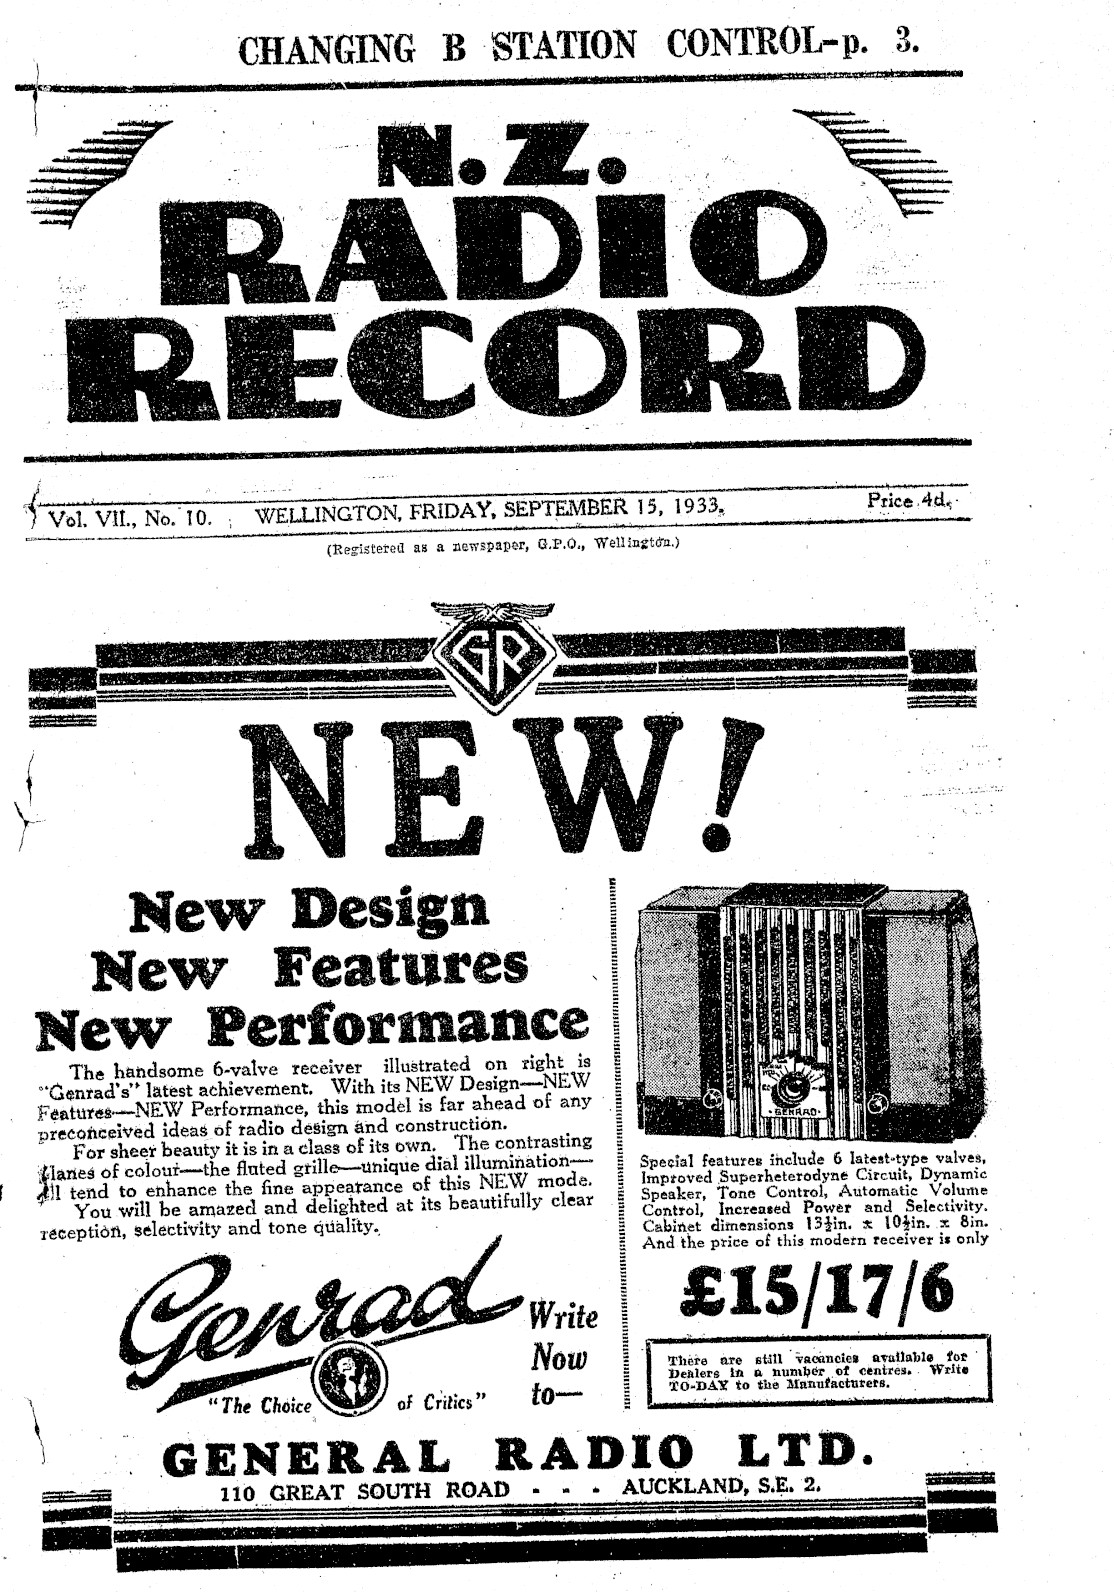 CHANGING B STATION CONTROL-p. 3.
N.Z.
RADIO
RECORD
Vol. VII., No. 10. WELLINGTON, FRIDAY, SEPTEMBER 15, 1933. Price 4d.
(Registered as a newspaper, G.P.O., Wellington.)
GR
NEW!
New Design
New Features
New Performance
The handsome 6-valve receiver illustrated on right is
"Genrad's" latest achievement. With its NEW Design—NEW
Features—NEW Performance, this model is far ahead of any
preconceived ideas of radio design and construction.
For sheer beauty it is in a class of its own. The contrasting
lanes of colour—the fluted grille—unique dial illumination—
All tend to enhance the fine appearance of this NEW mode.
You will be amazed and delighted at its beautifully clear
reception, selectivity and tone quality.
GENRAD
Special features include 6 latest-type valves,
Improved Superheterodyne Circuit, Dynamic
Speaker, Tone Control, Automatic Volume
Control, Increased Power and Selectivity.
Cabinet dimensions 13½in. x 10½in. x 8in.
And the price of this modern receiver is only
£15/17/6
There are still vacancies available for
Dealers in a number of centres. Write
TO-DAY to the Manufacturers.
Genrad
"The Choice of Critics"
Write
Now
to—
GENERAL RADIO LTD.
110 GREAT SOUTH ROAD - - - AUCKLAND, S.E. 2.